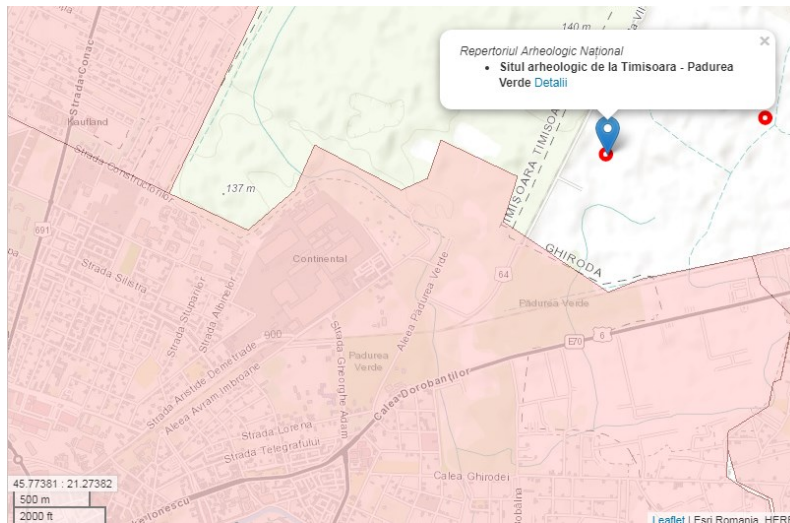 140 m
Repertoriul Arheologic Național
×
• Situl arheologic de la Timisoara - Padurea
Verde Detalii
Strada Conac
Kaufland
Strada Constructorilor
137 m
TIMISOARA
GHIRODA
691
Continental
64
Strada Silistra
Strada Stuparilor
Strada Albinelor
Aleea Padurea Verde
Padurea Verde
900
6
E70
Strada Gheorghe Adam
Padurea
Verde
Strada Aristide Demetriade
Aleea Avram Imbroane
Calea Dorobanților
Strada Lorena
Strada Telegrafului
Calea Ghirodei
45.77381 : 21.27382
500 m
2000 ft
Leaflet | Esri Romania, HERE